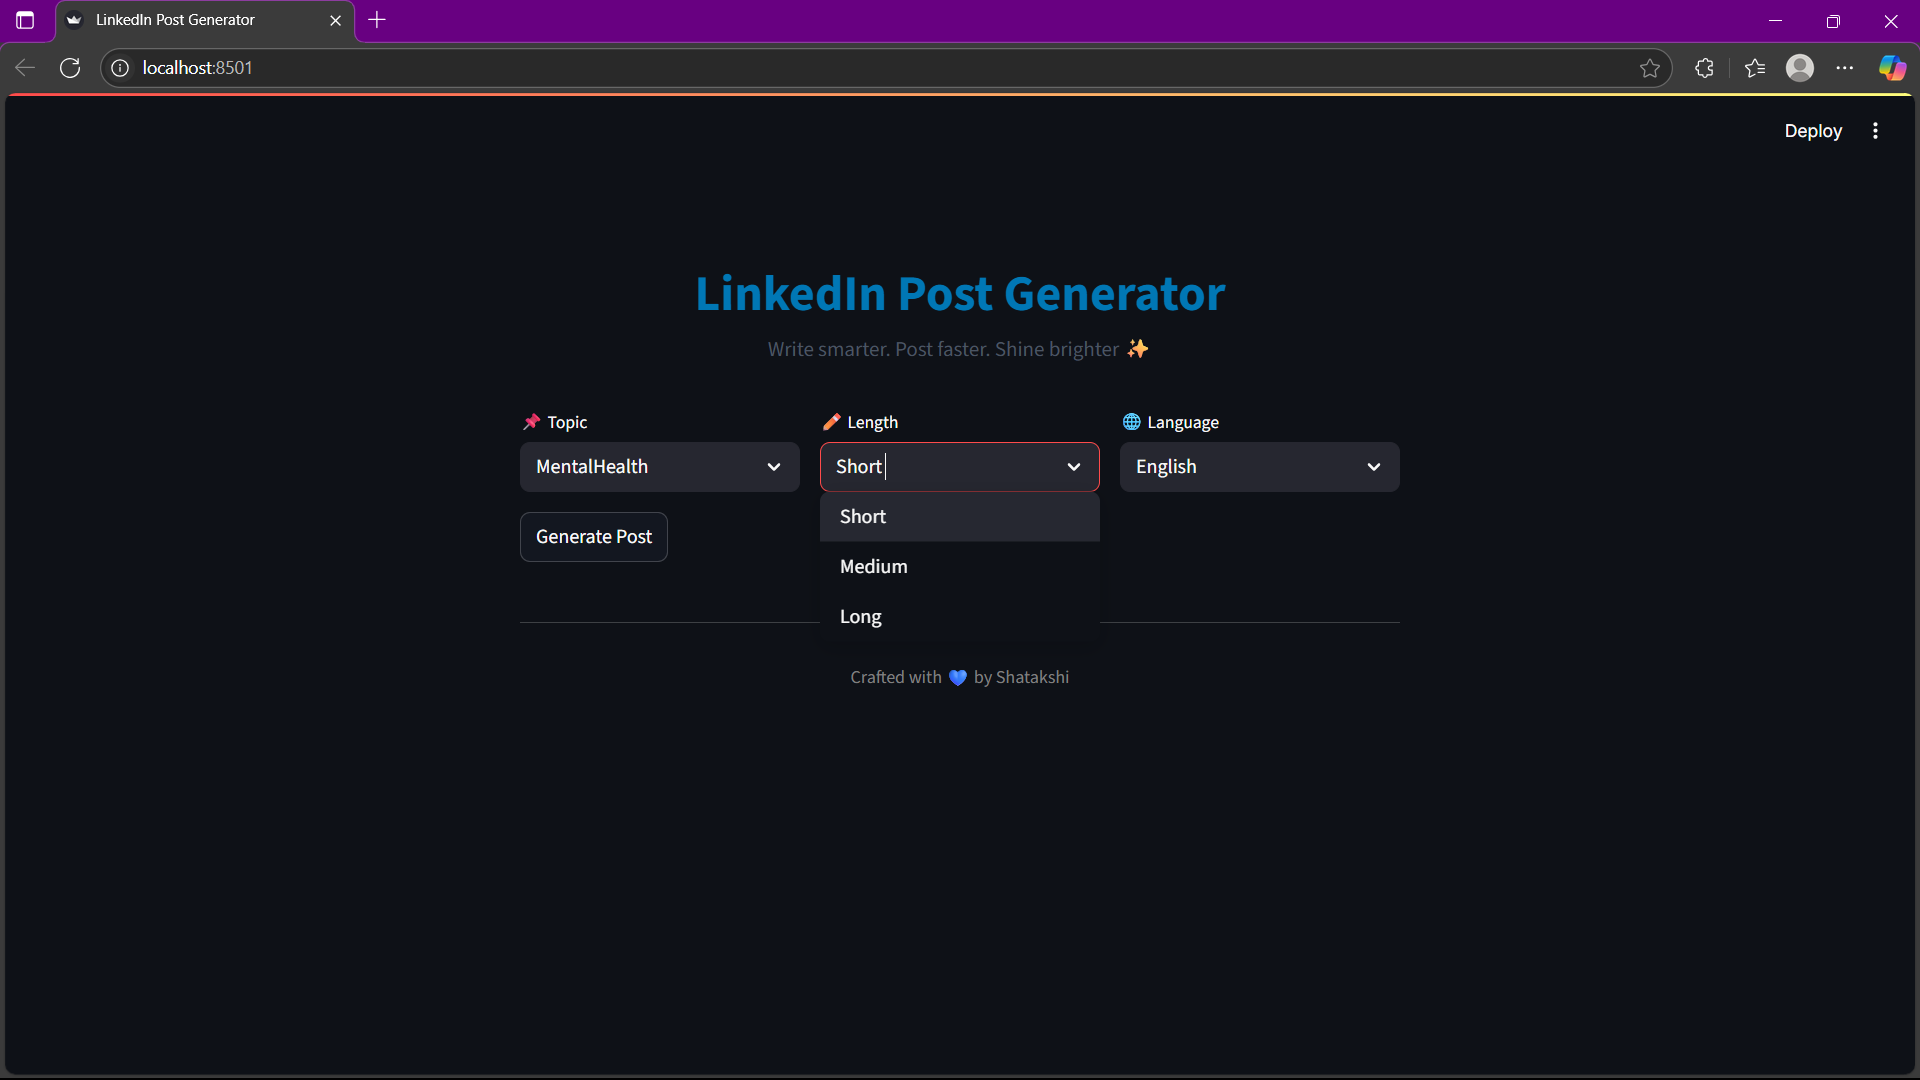 LinkedIn Post Generator
localhost:8501
Deploy
LinkedIn Post Generator
Write smarter. Post faster. Shine brighter ✨
📌 Topic
MentalHealth
✏️ Length
Short
🌐 Language
English
Short
Medium
Long
Generate Post
Crafted with 💙 by Shatakshi